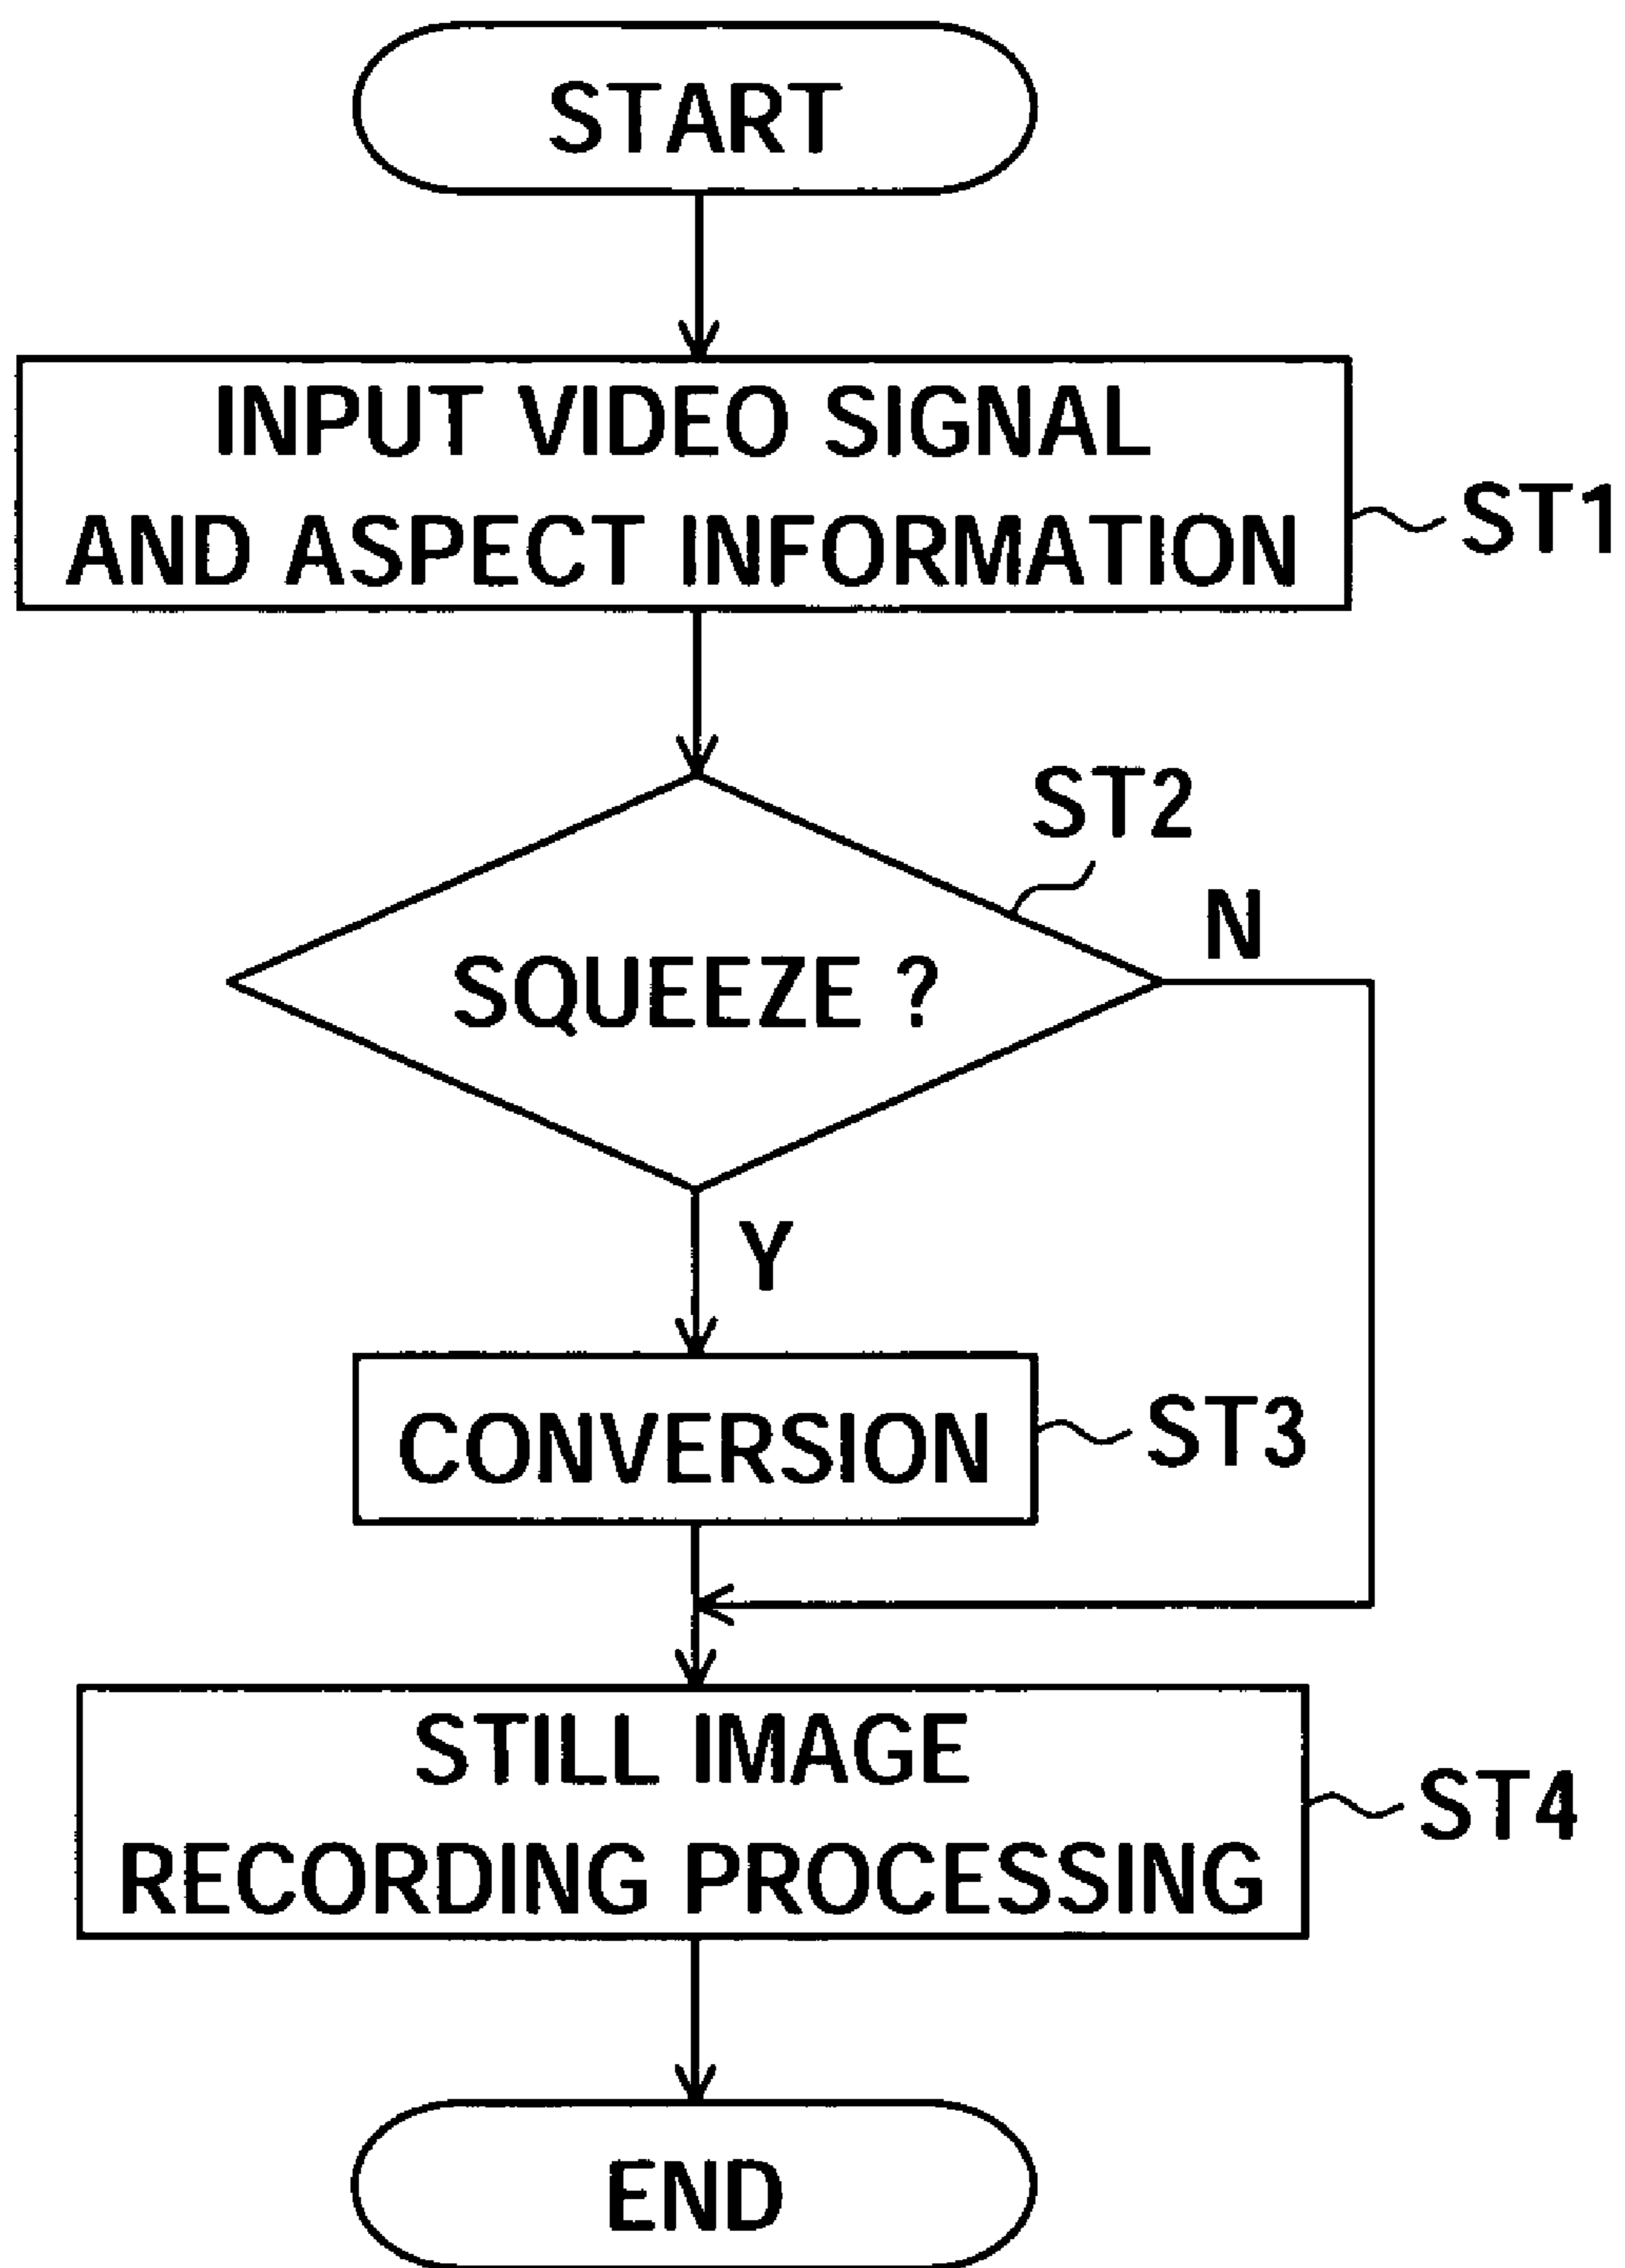 START
INPUT VIDEO SIGNAL
AND ASPECT INFORMATION
ST1
ST2
N
SQUEEZE ?
Y
CONVERSION
ST3
STILL IMAGE
RECORDING PROCESSING
ST4
END